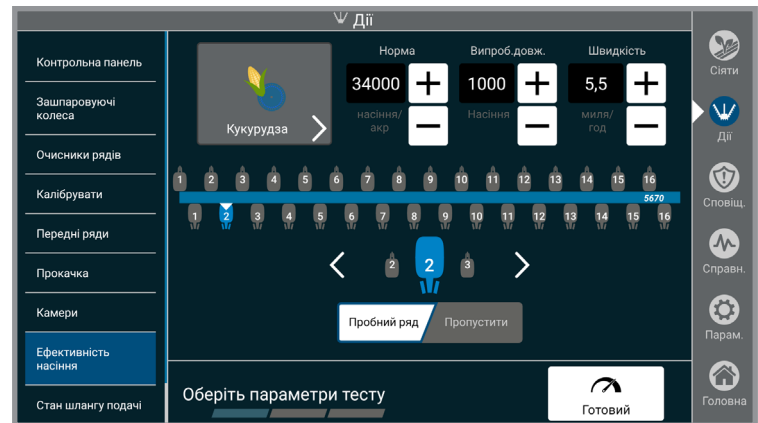 Дії
Контрольна панель
Зашпаровуючі
колеса
Очисники рядів
Калібрувати
Передні ряди
Прокачка
Камери
Ефективність
насіння
Стан шлангу подачі
Кукурудза
Норма
34000
насіння/
акр
Випроб.довж.
1000
Насіння
Швидкість
5,5
миля/
год
1 2 3 4 5 6 7 8 9 10 11 12 13 14 15 16
5670
1 2 3 4 5 6 7 8 9 10 11 12 13 14 15 16
2 2 3
Пробний ряд Пропустити
Оберіть параметри тесту
Готовий
Сіяти
Дії
Сповіщ.
Справн.
Парам.
Головна